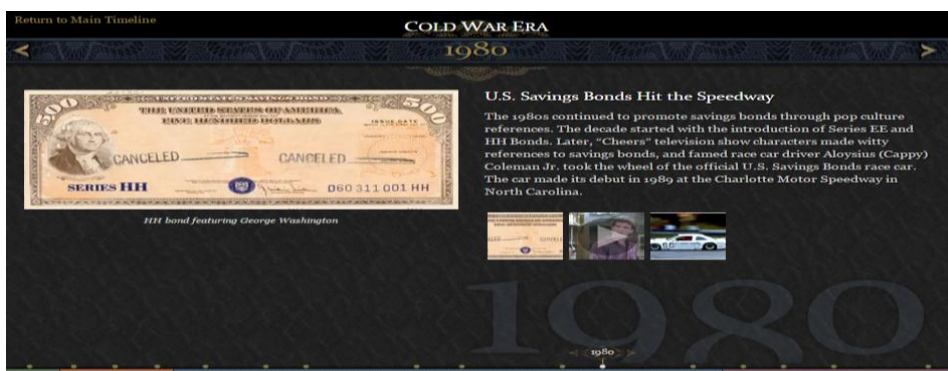 Return to Main Timeline
COLD WAR ERA
1980
UNITED STATES SAVINGS BOND
500
500
THE UNITED STATES OF AMERICA
FIVE HUNDRED DOLLARS
ISSUE DATE
CANCELED
CANCELED
SERIES HH
D60 311 001 HH
HH bond featuring George Washington
U.S. Savings Bonds Hit the Speedway
The 1980s continued to promote savings bonds through pop culture
references. The decade started with the introduction of Series EE and
HH Bonds. Later, "Cheers" television show characters made witty
references to savings bonds, and famed race car driver Aloysius (Cappy)
Coleman Jr. took the wheel of the official U.S. Savings Bonds race car.
The car made its debut in 1989 at the Charlotte Motor Speedway in
North Carolina.
1980
1980